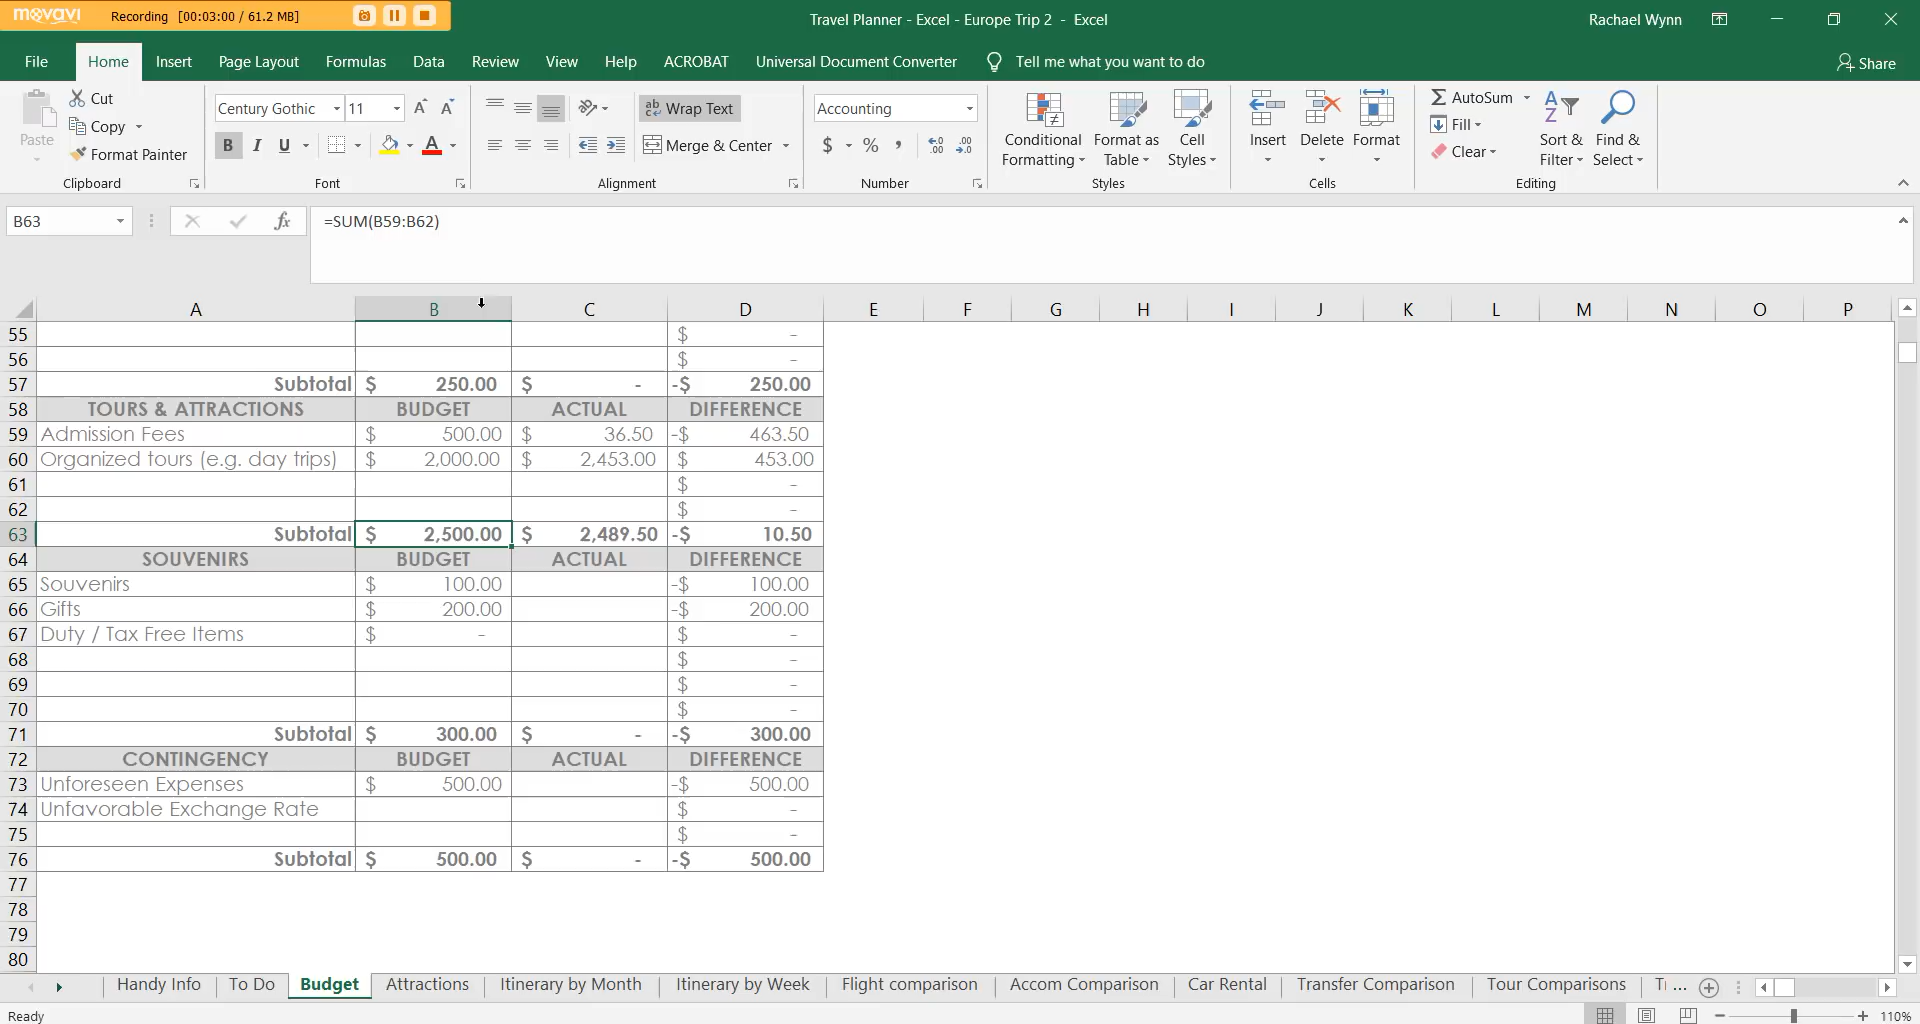 movavi Recording [00:03:00 / 61.2 MB]
Travel Planner - Excel - Europe Trip 2 - Excel
Rachael Wynn
File Home Insert Page Layout Formulas Data Review View Help ACROBAT Universal Document Converter Tell me what you want to do Share
Paste
Cut
Copy
Format Painter
Clipboard
Century Gothic 11
B I U
Font
Wrap Text
Merge & Center
Alignment
Accounting
$ % ,
Number
Conditional Formatting
Format as Table
Cell Styles
Styles
Insert Delete Format
Cells
AutoSum
Fill
Clear
Sort & Filter
Find & Select
Editing
B63 fx =SUM(B59:B62)
A B C D E F G H I J K L M N O P
55 $ -
56 $ -
57 Subtotal $ 250.00 $ - -$ 250.00
58 TOURS & ATTRACTIONS BUDGET ACTUAL DIFFERENCE
59 Admission Fees $ 500.00 $ 36.50 -$ 463.50
60 Organized tours (e.g. day trips) $ 2,000.00 $ 2,453.00 $ 453.00
61 $ -
62 $ -
63 Subtotal $ 2,500.00 $ 2,489.50 -$ 10.50
64 SOUVENIRS BUDGET ACTUAL DIFFERENCE
65 Souvenirs $ 100.00 -$ 100.00
66 Gifts $ 200.00 -$ 200.00
67 Duty / Tax Free Items $ - $ -
68 $ -
69 $ -
70 $ -
71 Subtotal $ 300.00 $ - -$ 300.00
72 CONTINGENCY BUDGET ACTUAL DIFFERENCE
73 Unforeseen Expenses $ 500.00 -$ 500.00
74 Unfavorable Exchange Rate $ -
75 $ -
76 Subtotal $ 500.00 $ - -$ 500.00
77
78
79
80
Handy Info To Do Budget Attractions Itinerary by Month Itinerary by Week Flight comparison Accom Comparison Car Rental Transfer Comparison Tour Comparisons T ...
Ready 110%